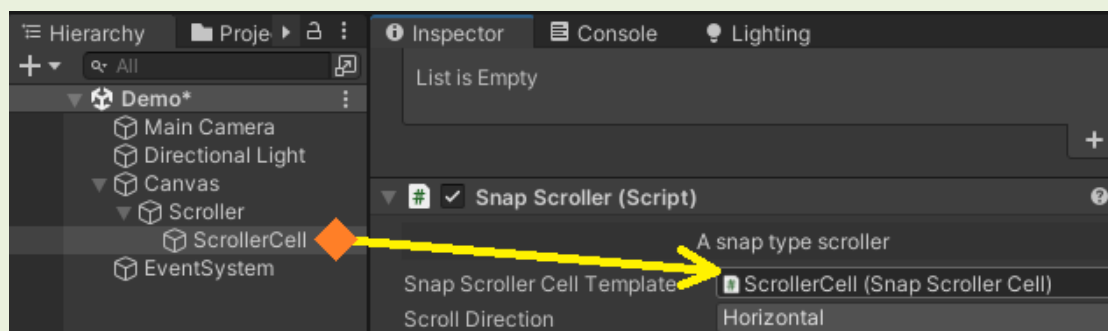 Hierarchy
Proje
Inspector
Console
Lighting
All
List is Empty
Demo*
Main Camera
Directional Light
Canvas
Scroller
ScrollerCell
EventSystem
+
# Snap Scroller (Script)
A snap type scroller
Snap Scroller Cell Template
# ScrollerCell (Snap Scroller Cell)
Scroll Direction
Horizontal